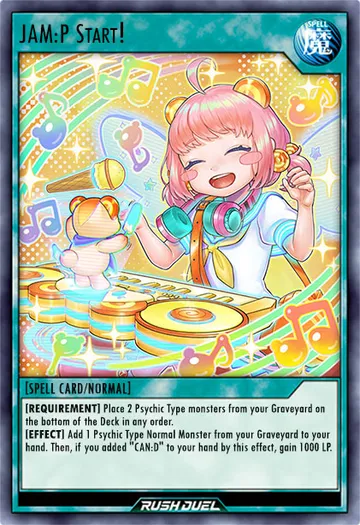 JAM:P START!
SPELL
魔
[SPELL CARD/NORMAL]
[REQUIREMENT] Place 2 Psychic Type monsters from your Graveyard on
the bottom of the Deck in any order.
[EFFECT] Add 1 Psychic Type Normal Monster from your Graveyard to your
hand. Then, if you added "CAN:D" to your hand by this effect, gain 1000 LP.
RUSH DUEL